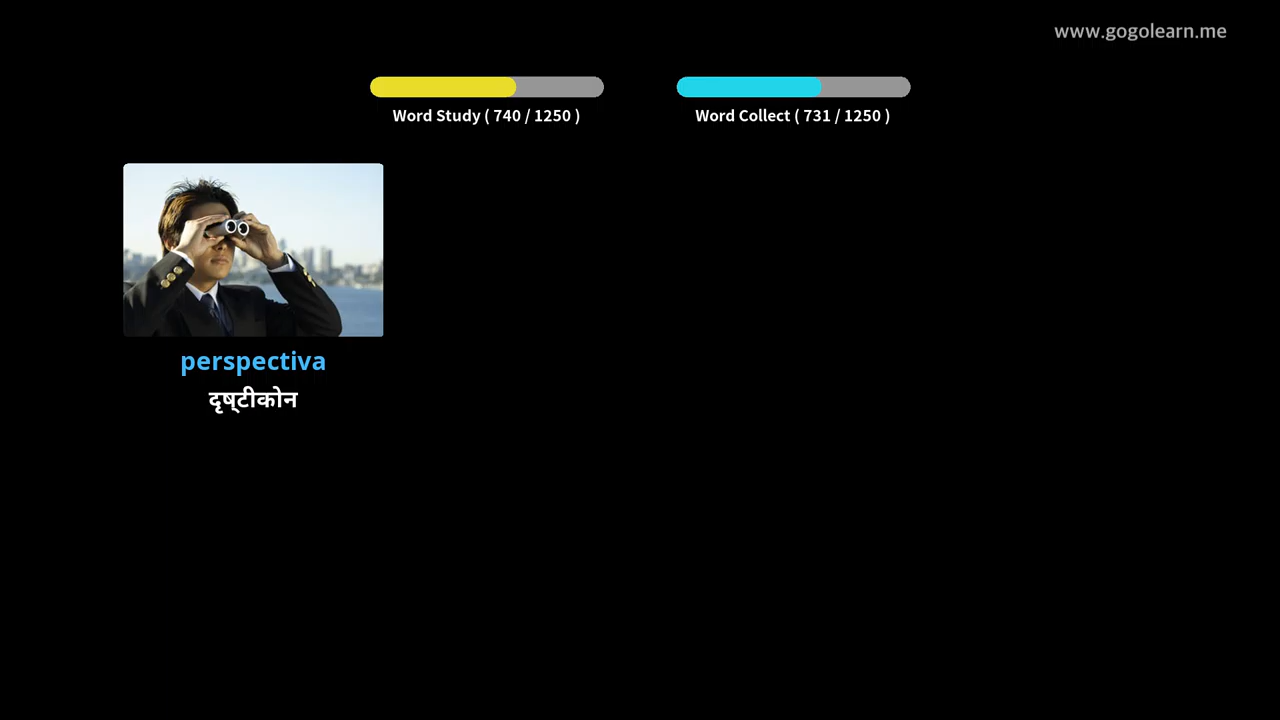 www.gogolearn.me
Word Study ( 740 / 1250 )
Word Collect ( 731 / 1250 )
perspectiva
दृष्‌टीकोन